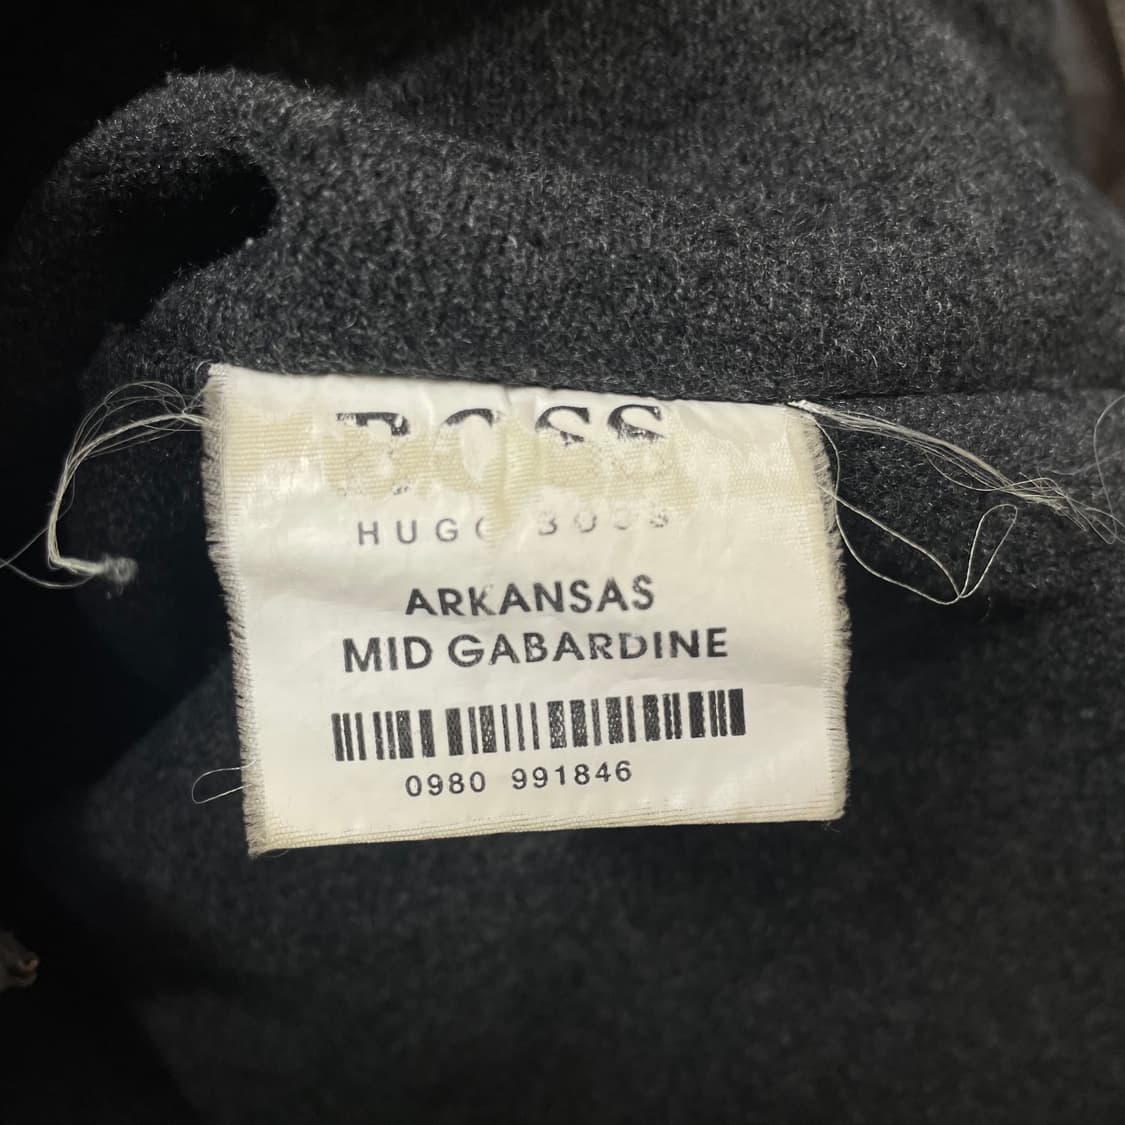 BOSS
HUGO BOSS
ARKANSAS
MID GABARDINE
0980 991846